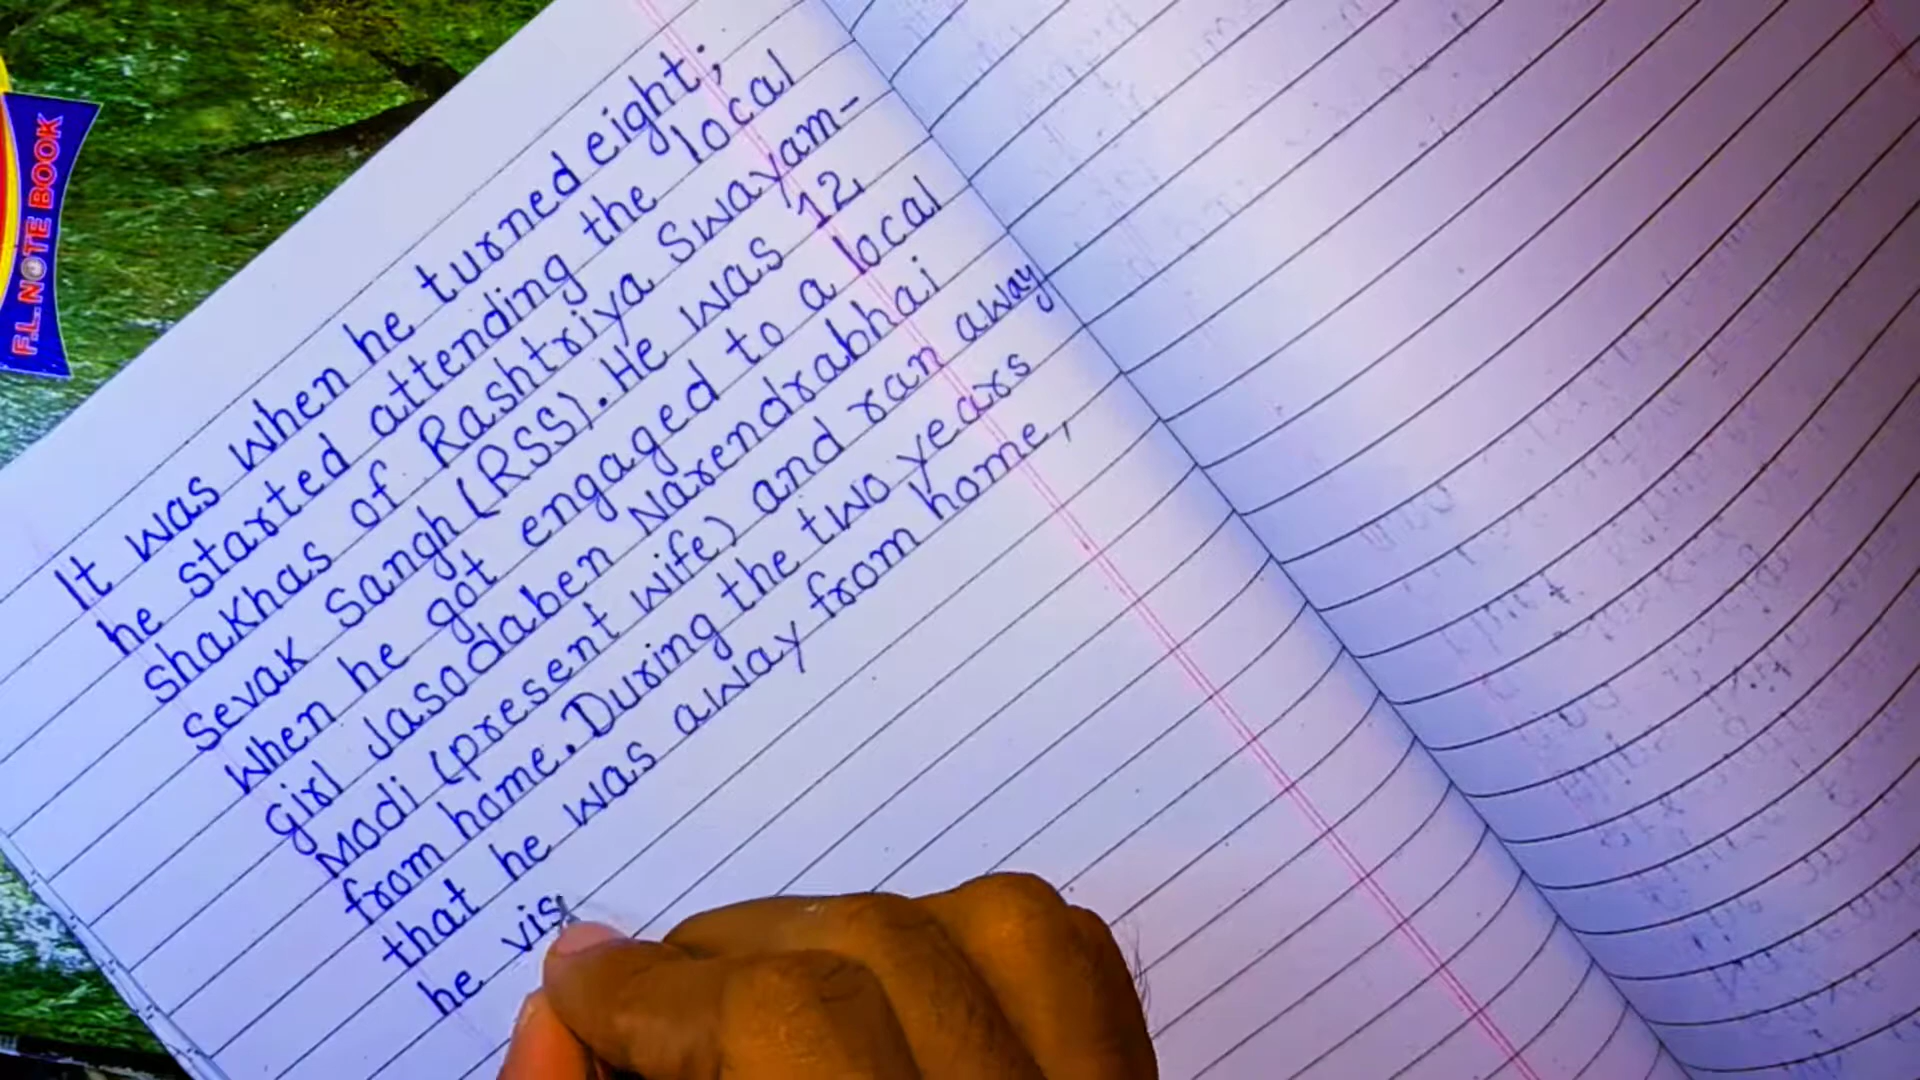 It was when he turned eight;
he started attending the local
shakhas of Rashtriya Swayam-
Sevak Sangh (RSS). He was 12,
When he got engaged to a local
girl Jasodaben Narendrabhai
Modi (present wife) and ran away
from home. During the two years
that he was away from home,
he vis
F.L. NOTE BOOK